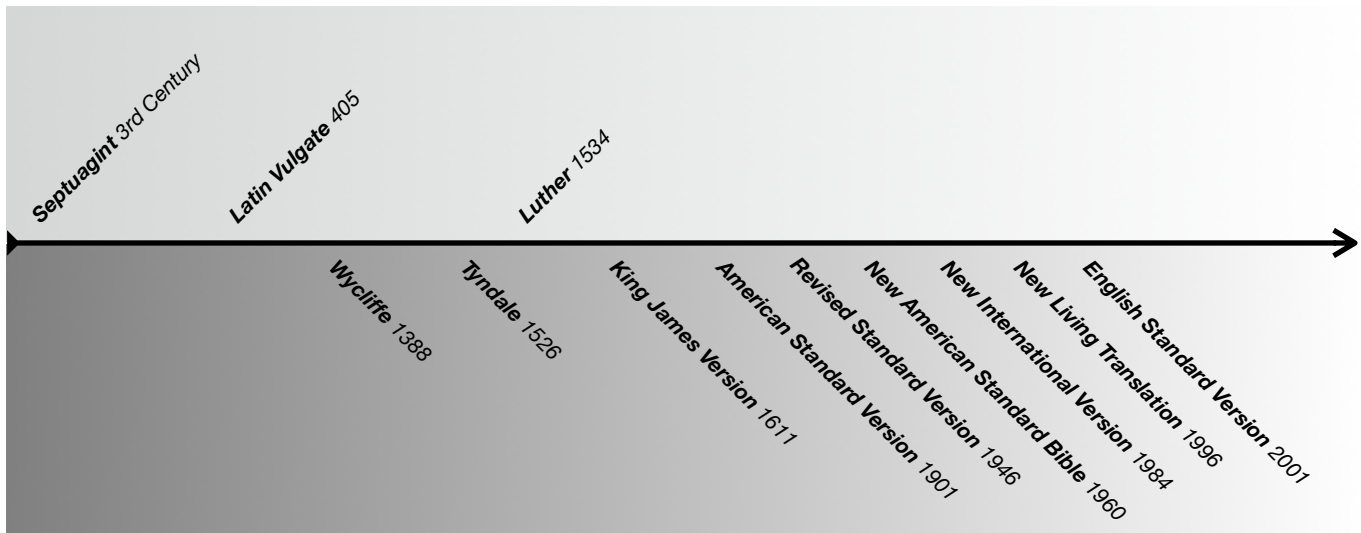 Septuagint 3rd Century
Latin Vulgate 405
Luther 1534
Wycliffe 1388
Tyndale 1526
King James Version 1611
American Standard Version 1901
Revised Standard Version 1946
New American Standard Bible 1960
New International Version 1984
New Living Translation 1996
English Standard Version 2001